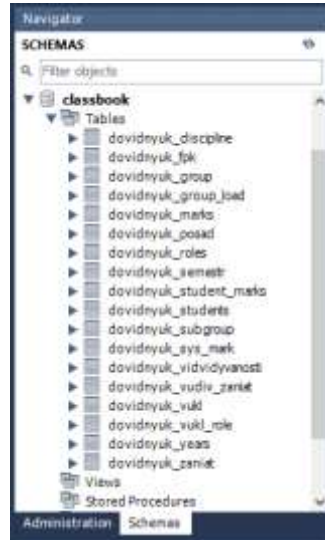 Navigator
SCHEMAS
Filter objects
classbook
Tables
dovidnyuk_discipline
dovidnyuk_fpk
dovidnyuk_group
dovidnyuk_group_load
dovidnyuk_marks
dovidnyuk_posad
dovidnyuk_roles
dovidnyuk_semestr
dovidnyuk_student_marks
dovidnyuk_students
dovidnyuk_subgroup
dovidnyuk_sys_mark
dovidnyuk_vidvidyvanosti
dovidnyuk_vudiv_zaniat
dovidnyuk_vukl
dovidnyuk_vukl_role
dovidnyuk_years
dovidnyuk_zaniat
Views
Stored Procedures
Administration Schemas